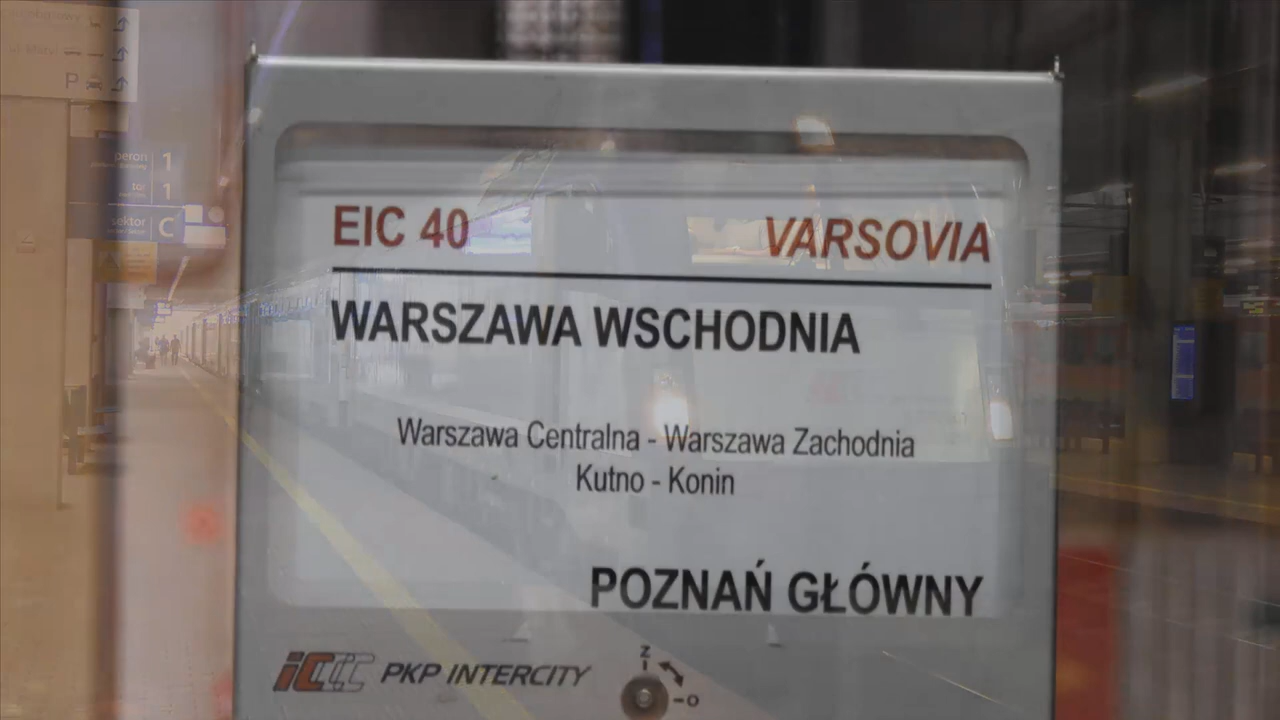 P
peron 1
tor 1
sektor C
EIC 40 VARSOVIA
WARSZAWA WSCHODNIA
Warszawa Centralna - Warszawa Zachodnia
Kutno - Konin
POZNAŃ GŁÓWNY
PKP INTERCITY
Z
O